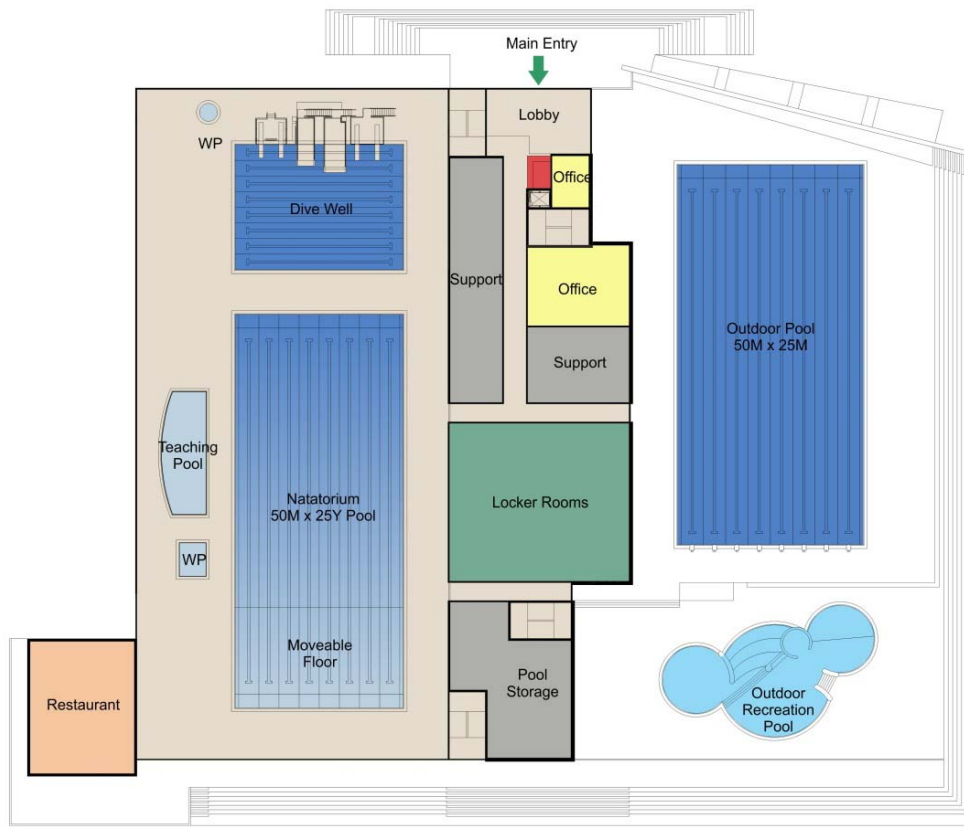 Main Entry
Lobby
WP
Office
Dive Well
Support
Office
Outdoor Pool
50M x 25M
Support
Teaching
Pool
Natatorium
50M x 25Y Pool
Locker Rooms
WP
Moveable
Floor
Pool
Storage
Restaurant
Outdoor
Recreation
Pool